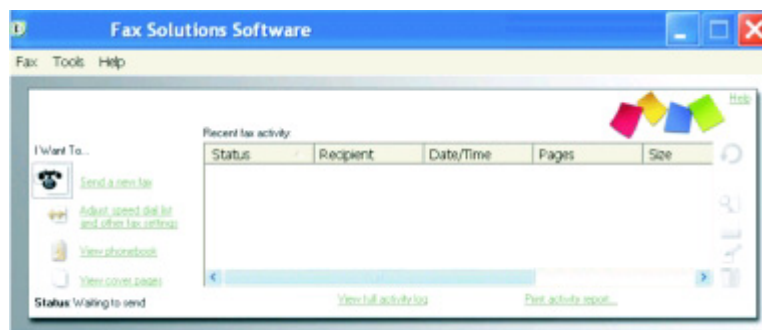 Fax Solutions Software
Fax Tools Help
Help
Recent fax activity
I Want To...
Status Recipient Date/Time Pages Size
Send a new fax
Adjust speed dial list
and other fax settings
View phonebook
View cover pages
Status: Waiting to send
View full activity log
Print activity report...